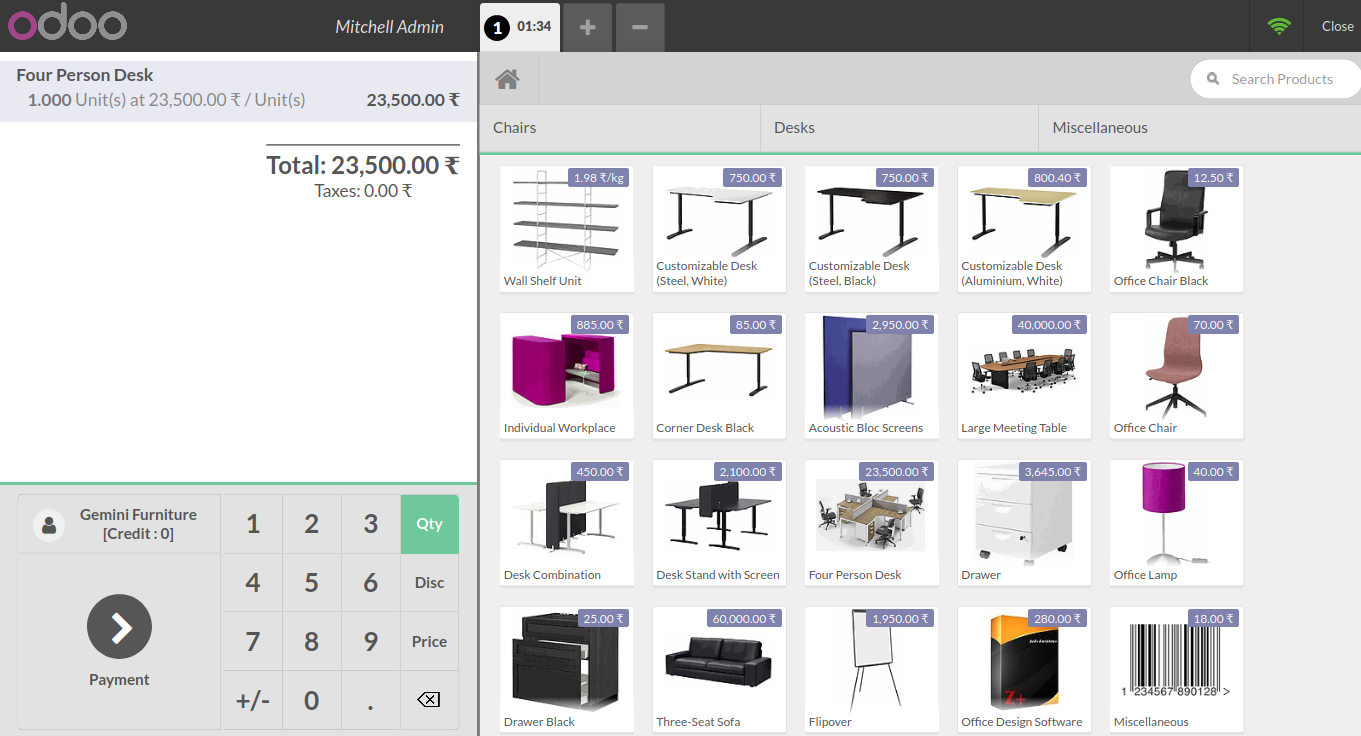 odoo
Mitchell Admin
1 01:34
+
−
Close
Four Person Desk
1.000 Unit(s) at 23,500.00 ₹ / Unit(s) 23,500.00 ₹
Total: 23,500.00 ₹
Taxes: 0.00 ₹
Gemini Furniture
[Credit : 0]
Payment
1 2 3 Qty
4 5 6 Disc
7 8 9 Price
+/- 0 .
Search Products
Chairs Desks Miscellaneous
1.98 ₹/kg
Wall Shelf Unit
750.00 ₹
Customizable Desk
(Steel, White)
750.00 ₹
Customizable Desk
(Steel, Black)
800.40 ₹
Customizable Desk
(Aluminium, White)
12.50 ₹
Office Chair Black
885.00 ₹
Individual Workplace
85.00 ₹
Corner Desk Black
2,950.00 ₹
Acoustic Bloc Screens
40,000.00 ₹
Large Meeting Table
70.00 ₹
Office Chair
450.00 ₹
Desk Combination
2,100.00 ₹
Desk Stand with Screen
23,500.00 ₹
Four Person Desk
3,645.00 ₹
Drawer
40.00 ₹
Office Lamp
25.00 ₹
Drawer Black
60,000.00 ₹
Three-Seat Sofa
1,950.00 ₹
Flipover
280.00 ₹
Z+
Office Design Software
18.00 ₹
1 234567 890128 >
Miscellaneous